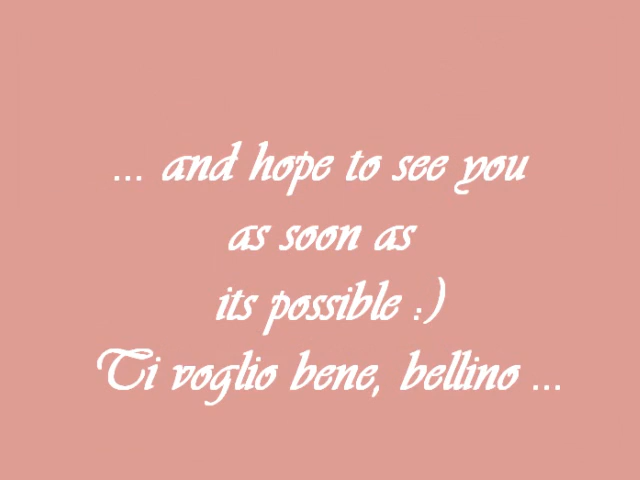 ... and hope to see you
as soon as
its possible :)
Ti voglio bene, bellino ...